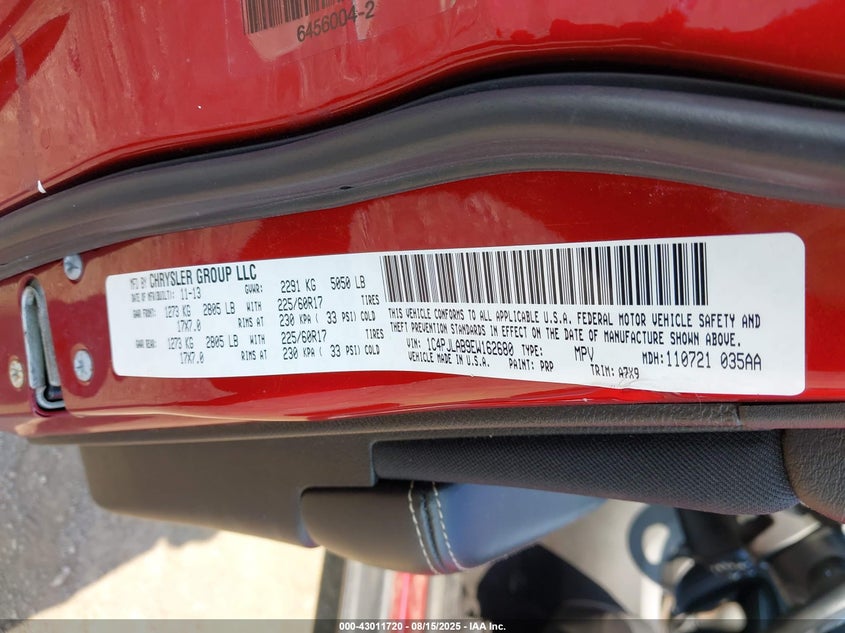 6456004-2
MFD BY CHRYSLER GROUP LLC
DATE OF MFR(BUILT): 11-13 GVWR: 2291 KG 5050 LB
GAWR FRONT: 1273 KG 2805 LB WITH 225/60R17 TIRES
17X7.0 RIMS AT 230 KPA ( 33 PSI) COLD
GAWR REAR: 1273 KG 2805 LB WITH 225/60R17 TIRES
17X7.0 RIMS AT 230 KPA ( 33 PSI) COLD
THIS VEHICLE CONFORMS TO ALL APPLICABLE U.S.A. FEDERAL MOTOR VEHICLE SAFETY AND
THEFT PREVENTION STANDARDS IN EFFECT ON THE DATE OF MANUFACTURE SHOWN ABOVE.
VIN: 1C4PJLAB9EW162680 TYPE: MPV MDH: 110721 035AA
VEHICLE MADE IN U.S.A. PAINT: PRP TRIM: A7X9
000-43011720 - 08/15/2025 - IAA, Inc.